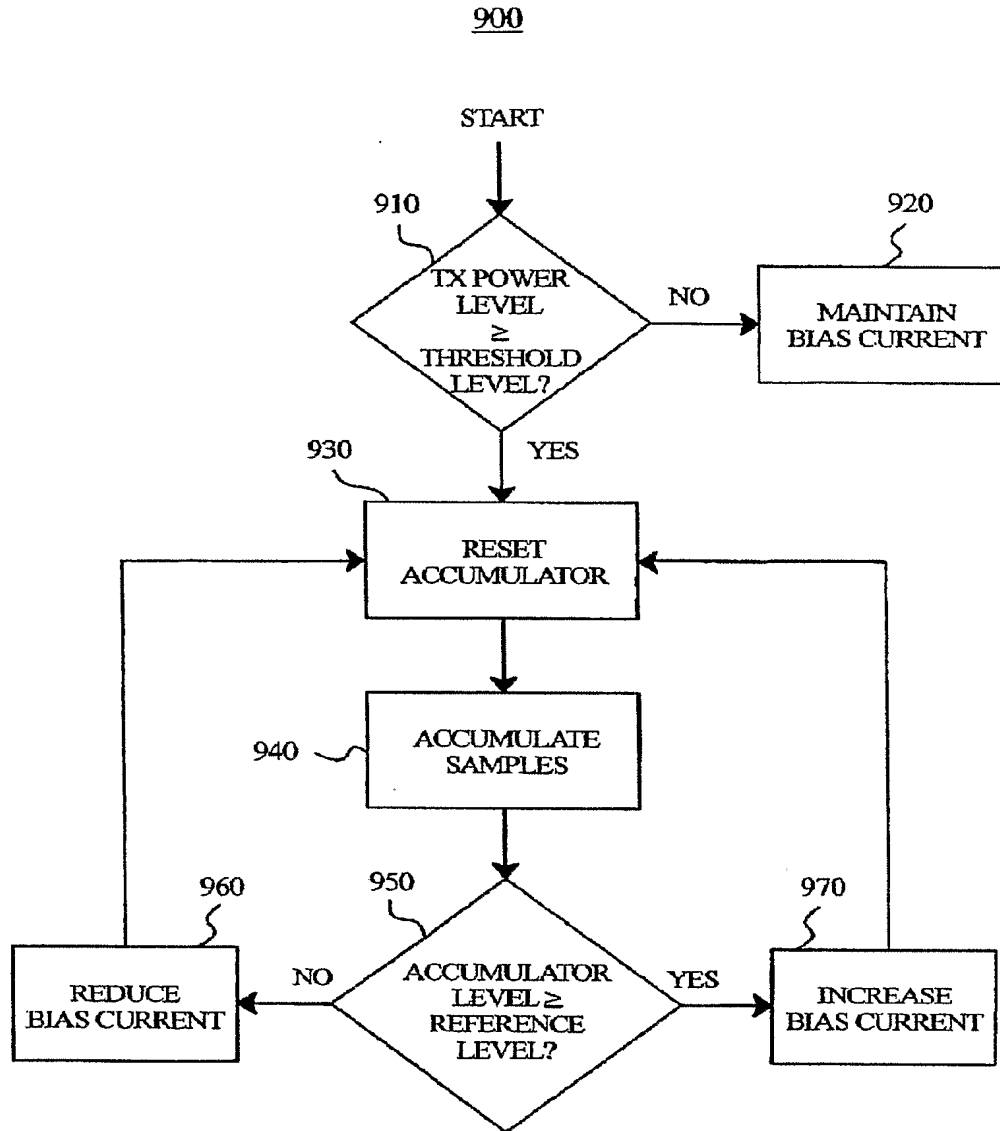 900
START
910
TX POWER
LEVEL
≥
THRESHOLD
LEVEL?
NO
920
MAINTAIN
BIAS CURRENT
YES
930
RESET
ACCUMULATOR
940
ACCUMULATE
SAMPLES
950
ACCUMULATOR
LEVEL ≥
REFERENCE
LEVEL?
NO
960
REDUCE
BIAS CURRENT
YES
970
INCREASE
BIAS CURRENT